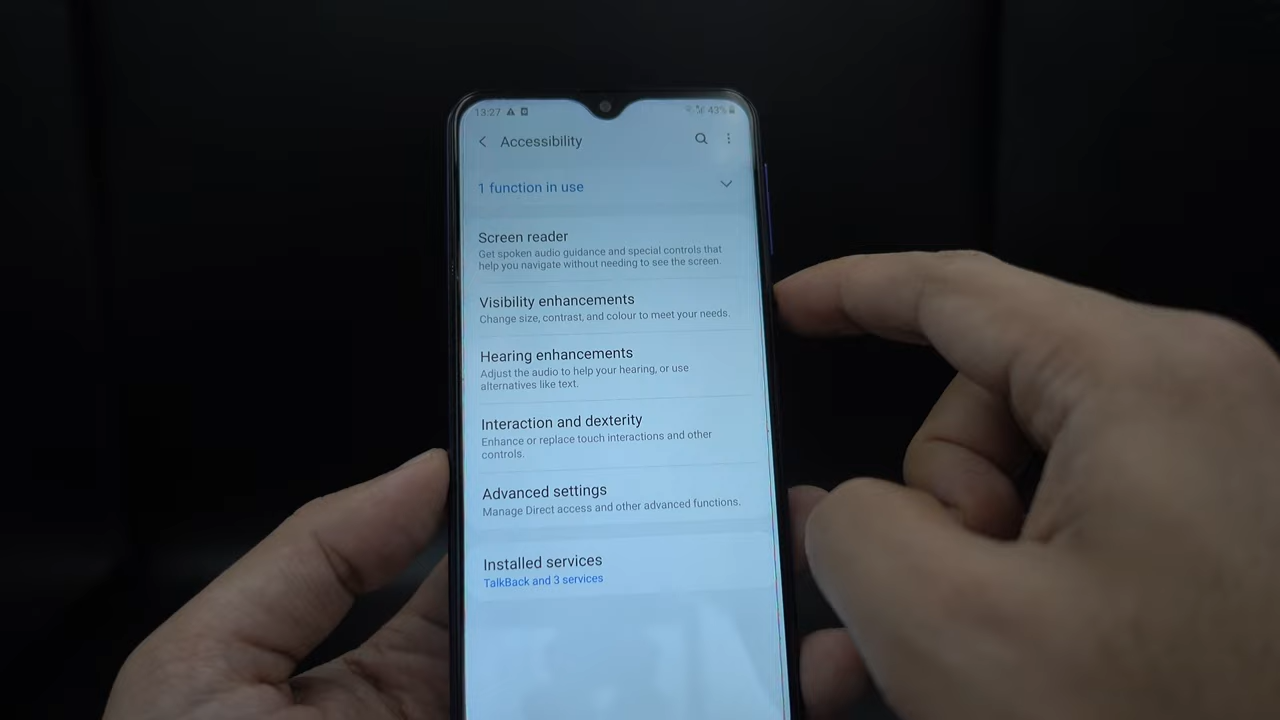 13:27
43%
Accessibility
1 function in use
Screen reader
Get spoken audio guidance and special controls that
help you navigate without needing to see the screen.
Visibility enhancements
Change size, contrast, and colour to meet your needs.
Hearing enhancements
Adjust the audio to help your hearing, or use
alternatives like text.
Interaction and dexterity
Enhance or replace touch interactions and other
controls.
Advanced settings
Manage Direct access and other advanced functions.
Installed services
TalkBack and 3 services